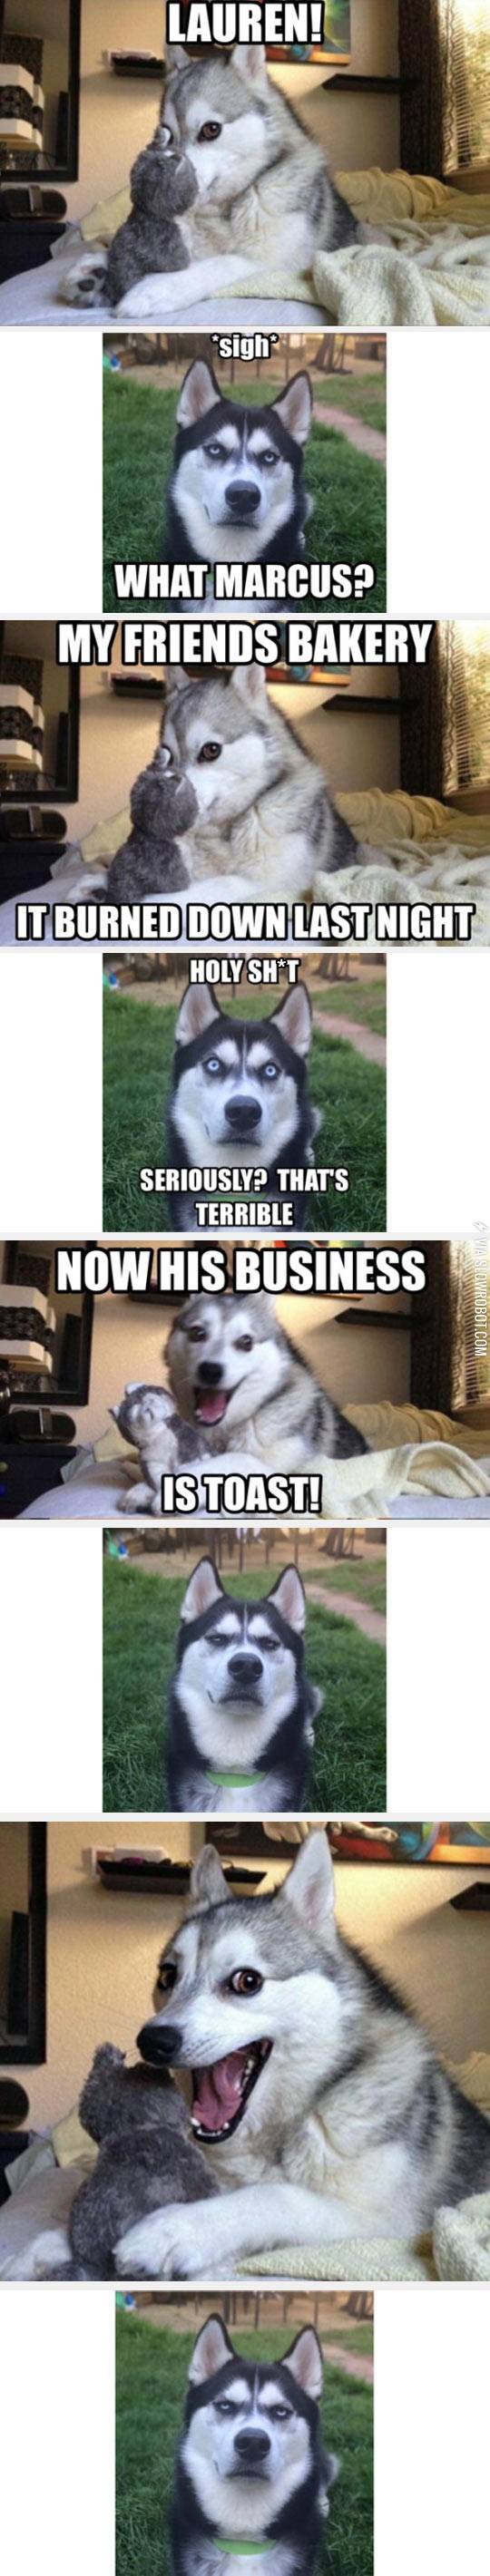 LAUREN!
*sigh*
WHAT MARCUS?
MY FRIENDS BAKERY
IT BURNED DOWN LAST NIGHT
HOLY SH*T
SERIOUSLY? THAT'S
TERRIBLE
VIA SLOWROBOT.COM
NOW HIS BUSINESS
IS TOAST!